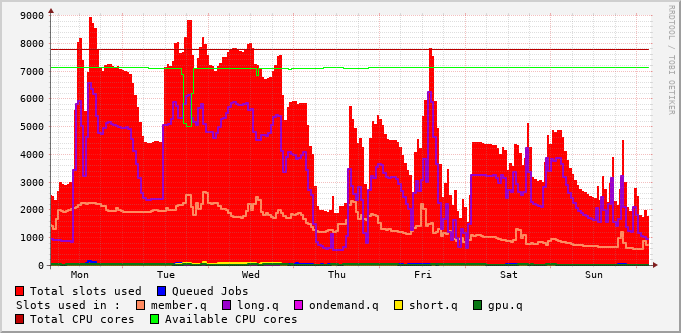 RRDTOOL / TOBI OETIKER
9000
8000
7000
6000
5000
4000
3000
2000
1000
0
Mon Tue Wed Thu Fri Sat Sun
Total slots used Queued Jobs
Slots used in : member.q long.q ondemand.q short.q gpu.q
Total CPU cores Available CPU cores